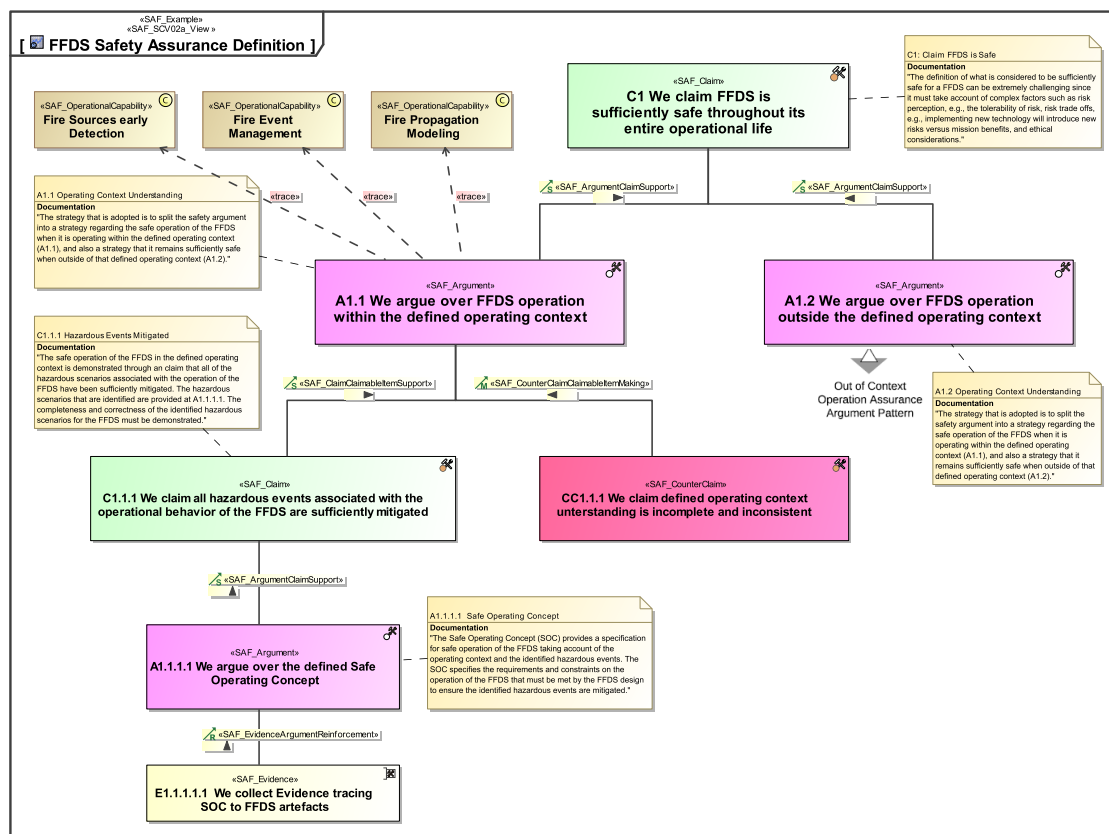 «SAF_Example»
«SAF_SCV02a_View»
[ FFDS Safety Assurance Definition ]
C1: Claim FFDS is Safe
Documentation
"The definition of what is considered to be sufficiently
safe for a FFDS can be extremely challenging since
it must take account of complex factors such as risk
perception, e.g., the tolerability of risk, risk trade offs,
e.g., implementing new technology will introduce new
risks versus mission benefits, and ethical
considerations."
«SAF_Claim»
C1 We claim FFDS is
sufficiently safe throughout its
entire operational life
«SAF_OperationalCapability»
C
Fire Sources early
Detection
«SAF_OperationalCapability»
C
Fire Event
Management
«SAF_OperationalCapability»
C
Fire Propagation
Modeling
S «SAF_ArgumentClaimSupport»
S «SAF_ArgumentClaimSupport»
«trace»
«trace»
«trace»
A1.1 Operating Context Understanding
Documentation
"The strategy that is adopted is to split the safety argument
into a strategy regarding the safe operation of the FFDS
when it is operating within the defined operating context
(A1.1), and also a strategy that it remains sufficiently safe
when outside of that defined operating context (A1.2)."
«SAF_Argument»
A1.1 We argue over FFDS operation
within the defined operating context
«SAF_Argument»
A1.2 We argue over FFDS operation
outside the defined operating context
Out of Context
Operation Assurance
Argument Pattern
C1.1.1 Hazardous Events Mitigated
Documentation
"The safe operation of the FFDS in the defined operating
context is demonstrated through an claim that all of the
hazardous scenarios associated with the operation of the
FFDS have been sufficiently mitigated. The hazardous
scenarios that are identified are provided at A1.1.1.1. The
completeness and correctness of the identified hazardous
scenarios for the FFDS must be demonstrated."
S «SAF_ClaimClaimableItemSupport»
M «SAF_CounterClaimClaimableItemMaking»
A1.2 Operating Context Understanding
Documentation
"The strategy that is adopted is to split the
safety argument into a strategy regarding the
safe operation of the FFDS when it is
operating within the defined operating
context (A1.1), and also a strategy that it
remains sufficiently safe when outside of that
defined operating context (A1.2)."
«SAF_Claim»
C1.1.1 We claim all hazardous events associated with the
operational behavior of the FFDS are sufficiently mitigated
«SAF_CounterClaim»
CC1.1.1 We claim defined operating context
unterstanding is incomplete and inconsistent
S «SAF_ArgumentClaimSupport»
«SAF_Argument»
A1.1.1.1 We argue over the defined Safe
Operating Concept
A1.1.1.1 Safe Operating Concept
Documentation
"The Safe Operating Concept (SOC) provides a specification
for safe operation of the FFDS taking account of the
operating context and the identified hazardous events. The
SOC specifies the requirements and constraints on the
operation of the FFDS that must be met by the FFDS design
to ensure the identified hazardous events are mitigated."
R «SAF_EvidenceArgumentReinforcement»
«SAF_Evidence»
E1.1.1.1.1 We collect Evidence tracing
SOC to FFDS artefacts